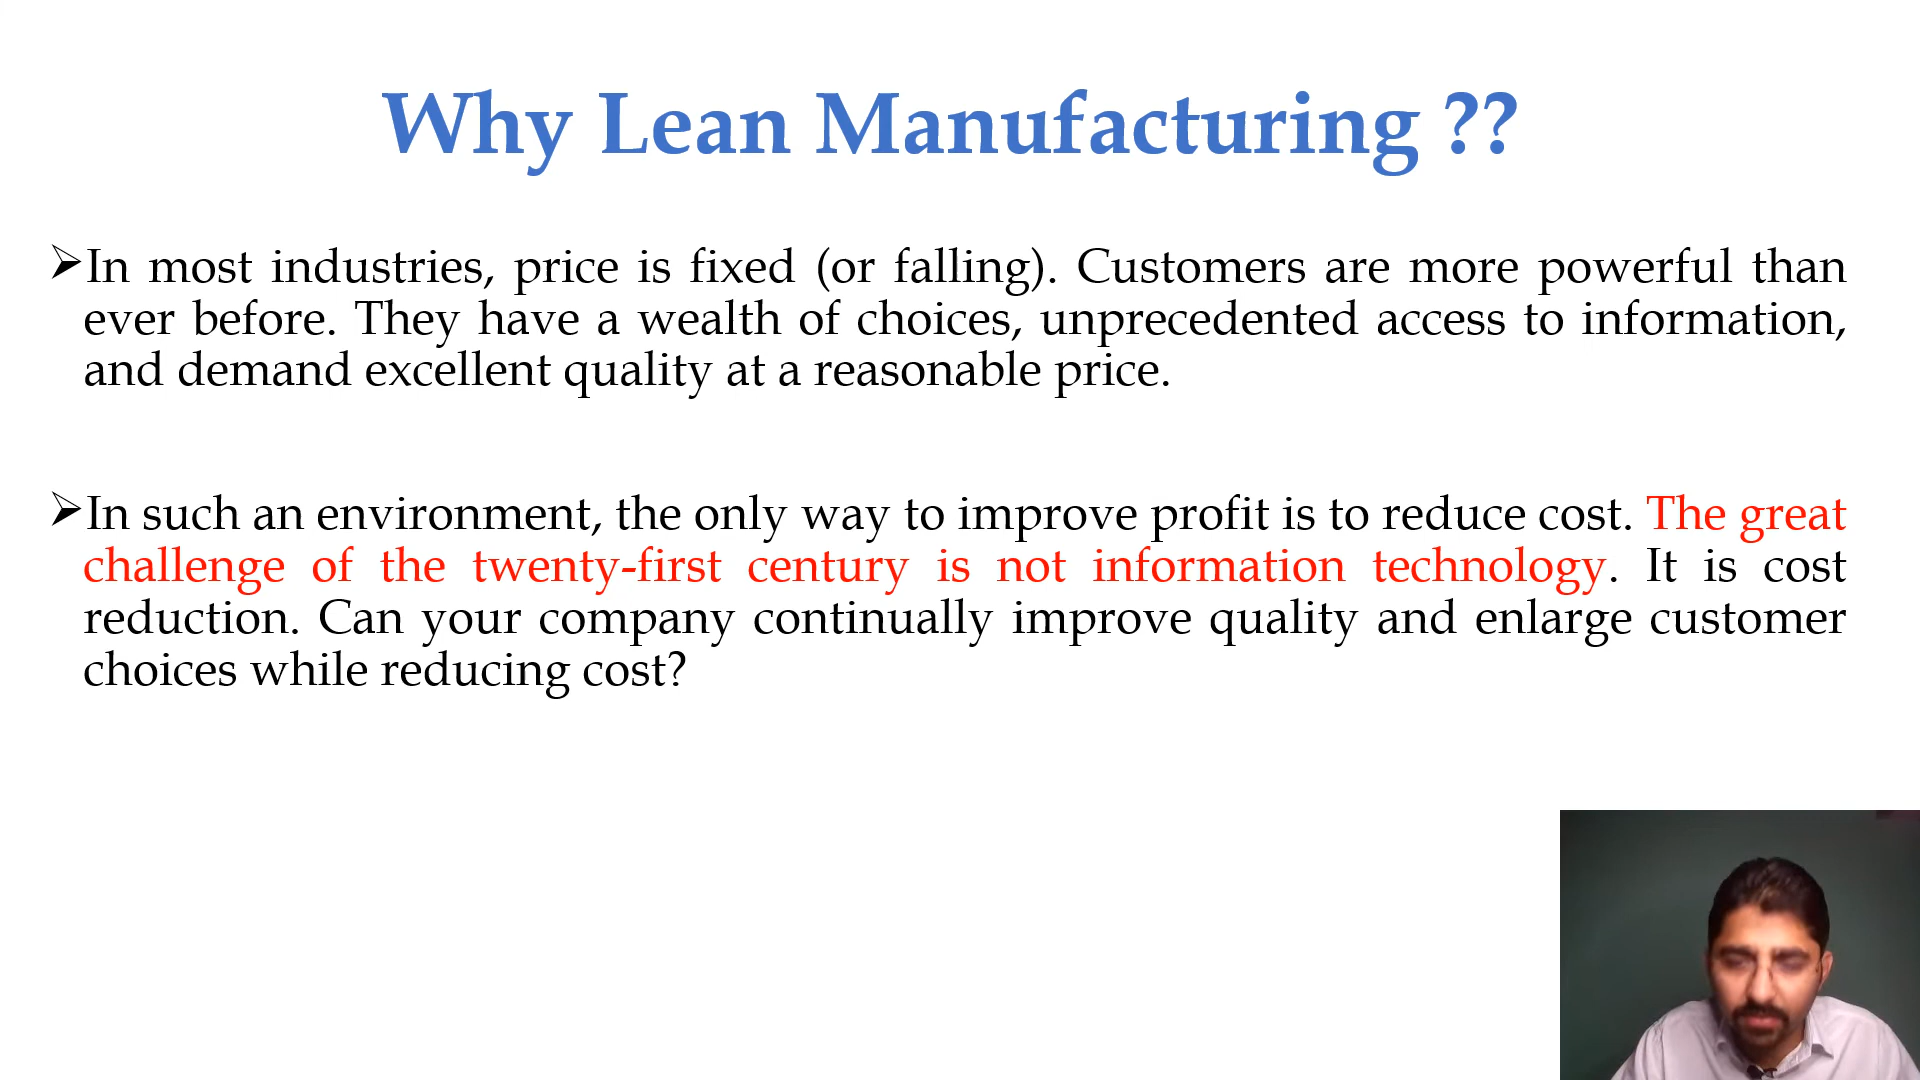 Why Lean Manufacturing ??
➢In most industries, price is fixed (or falling). Customers are more powerful than
ever before. They have a wealth of choices, unprecedented access to information,
and demand excellent quality at a reasonable price.
➢In such an environment, the only way to improve profit is to reduce cost. The great
challenge of the twenty-first century is not information technology. It is cost
reduction. Can your company continually improve quality and enlarge customer
choices while reducing cost?